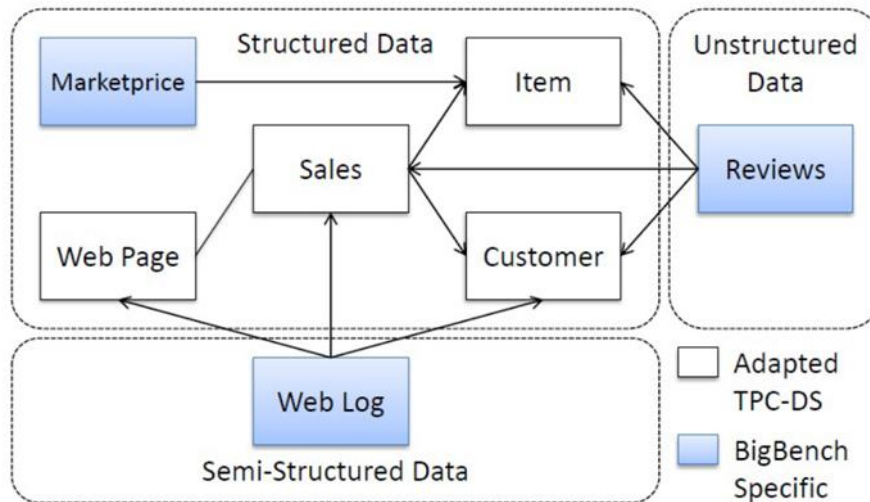 Structured Data
Marketprice
Item
Unstructured
Data
Sales
Reviews
Web Page
Customer
Web Log
Semi-Structured Data
Adapted
TPC-DS
BigBench
Specific